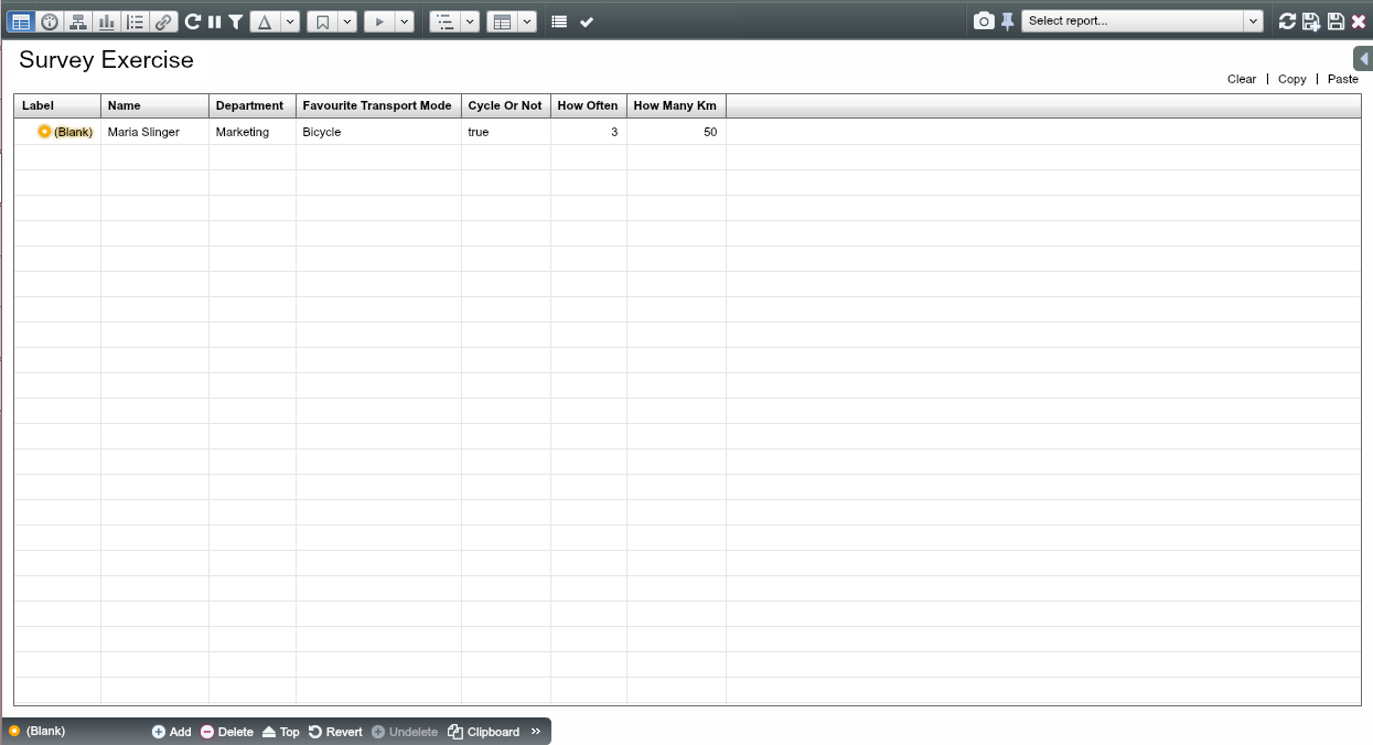 Select report...
Survey Exercise
Clear | Copy | Paste
Label Name Department Favourite Transport Mode Cycle Or Not How Often How Many Km
(Blank) Maria Slinger Marketing Bicycle true 3 50
(Blank) Add Delete Top Revert Undelete Clipboard »